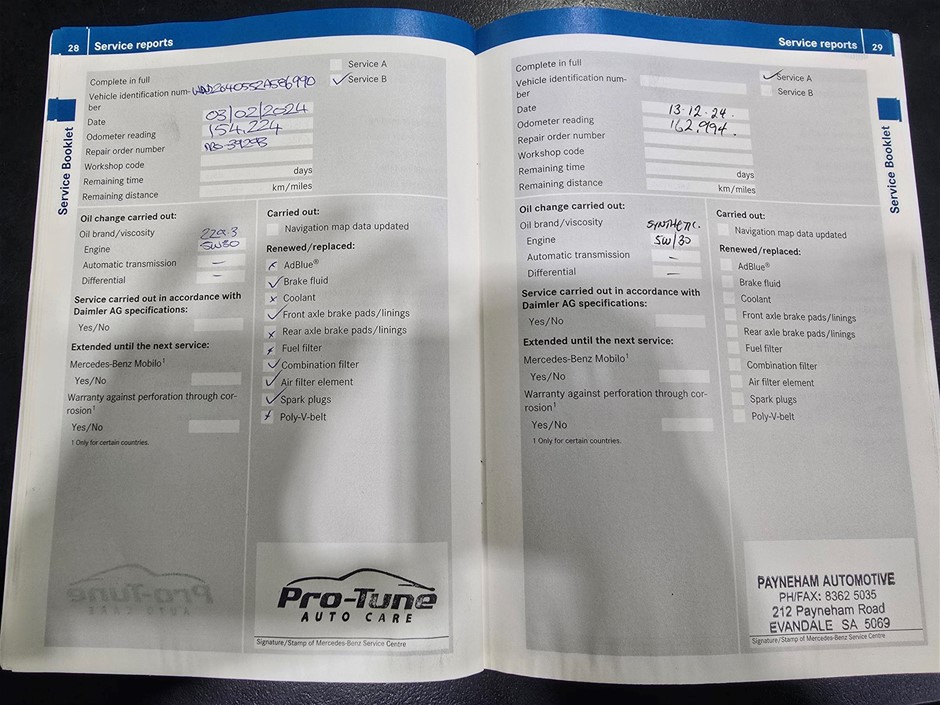 28 Service reports
Complete in full
Service A
✓ Service B
Vehicle identification num-
ber
Date 03/02/2024
Odometer reading 154,224
Repair order number
Workshop code
Remaining time days
Remaining distance km/miles
Service Booklet
Oil change carried out:
Oil brand/viscosity 229.3
Engine 5W30
Automatic transmission –
Differential –
Service carried out in accordance with
Daimler AG specifications:
Yes/No
Extended until the next service:
Mercedes-Benz Mobilo¹
Yes/No
Warranty against perforation through cor-
rosion¹
Yes/No
¹ Only for certain countries.
Carried out:
Navigation map data updated
Renewed/replaced:
x AdBlue®
✓ Brake fluid
x Coolant
✓ Front axle brake pads/linings
x Rear axle brake pads/linings
x Fuel filter
✓ Combination filter
✓ Air filter element
✓ Spark plugs
x Poly-V-belt
Pro-Tune
AUTO CARE
Signature/Stamp of Mercedes-Benz Service Centre
Service reports 29
Complete in full
✓ Service A
Service B
Vehicle identification num-
ber
Date 13.12.24.
Odometer reading 162,994.
Repair order number
Workshop code
Remaining time days
Remaining distance km/miles
Service Booklet
Oil change carried out:
Oil brand/viscosity SYNTHETIC.
Engine 5W/30
Automatic transmission –
Differential –
Service carried out in accordance with
Daimler AG specifications:
Yes/No
Extended until the next service:
Mercedes-Benz Mobilo¹
Yes/No
Warranty against perforation through cor-
rosion¹
Yes/No
¹ Only for certain countries.
Carried out:
Navigation map data updated
Renewed/replaced:
AdBlue®
Brake fluid
Coolant
Front axle brake pads/linings
Rear axle brake pads/linings
Fuel filter
Combination filter
Air filter element
Spark plugs
Poly-V-belt
PAYNEHAM AUTOMOTIVE
PH/FAX: 8362 5035
212 Payneham Road
EVANDALE SA 5069
Signature/Stamp of Mercedes-Benz Service Centre